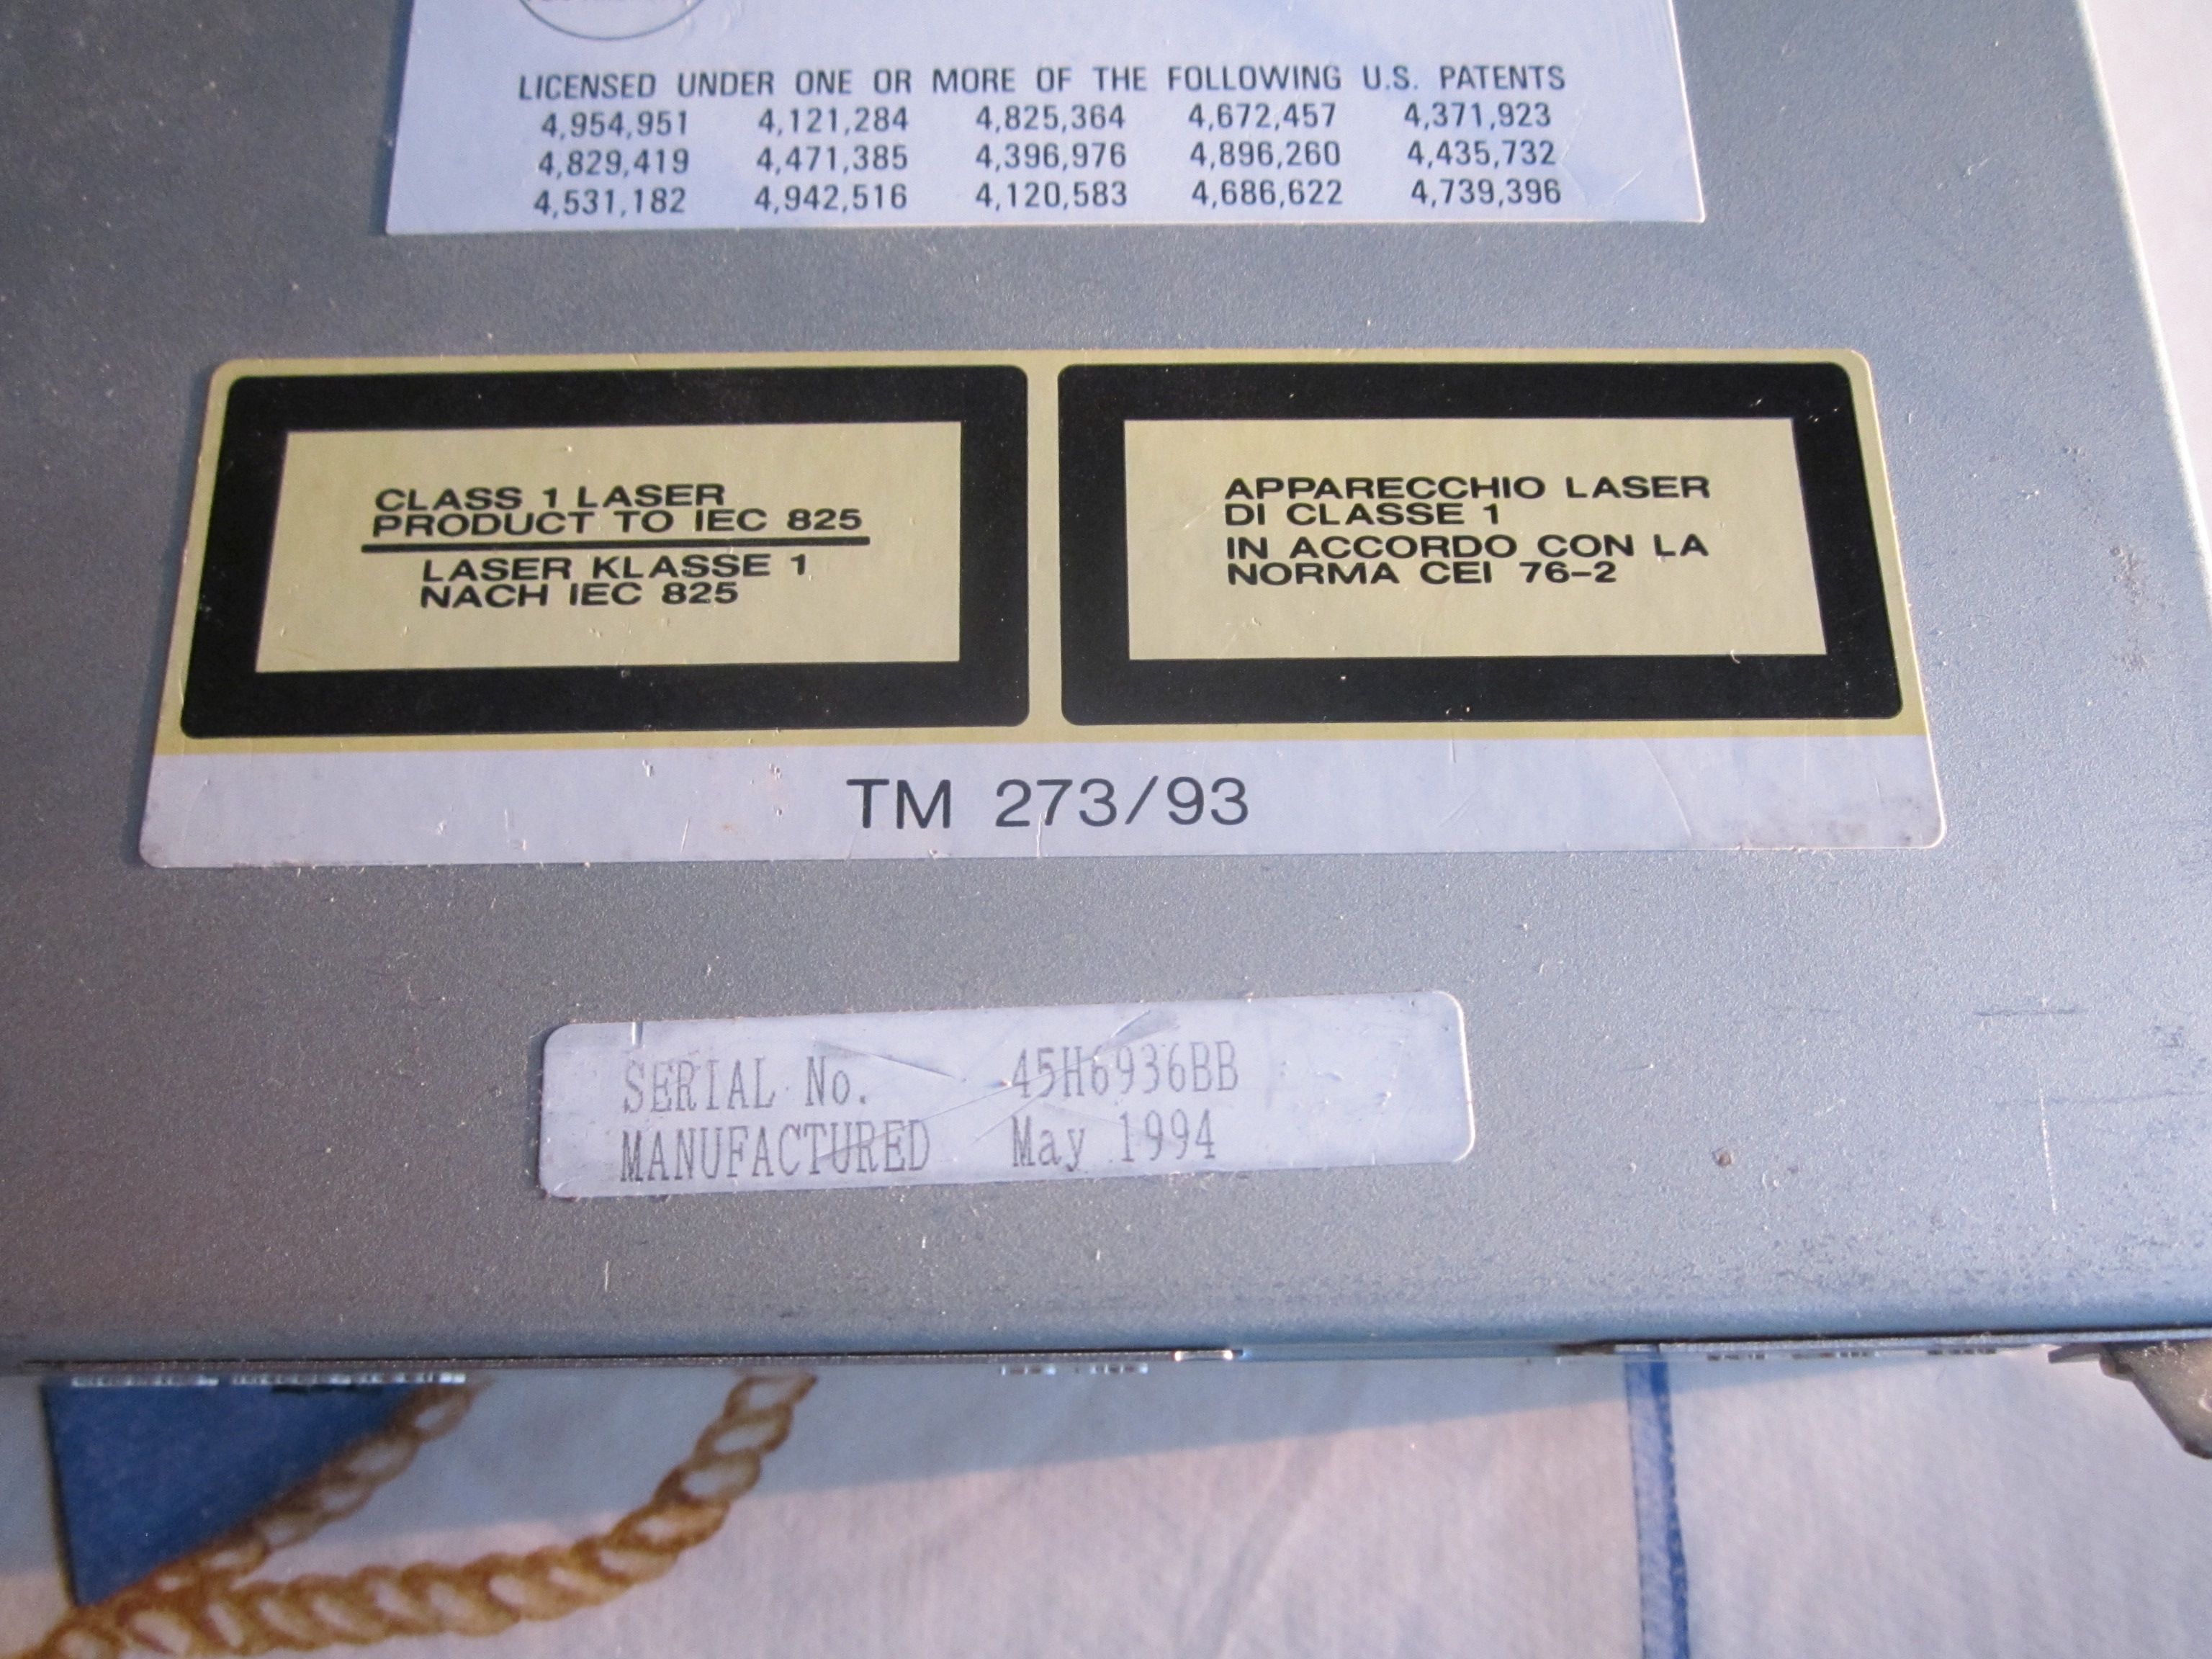 LICENSED UNDER ONE OR MORE OF THE FOLLOWING U.S. PATENTS
4,954,951 4,121,284 4,825,364 4,672,457 4,371,923
4,829,419 4,471,385 4,396,976 4,896,260 4,435,732
4,531,182 4,942,516 4,120,583 4,686,622 4,739,396
CLASS 1 LASER
PRODUCT TO IEC 825
LASER KLASSE 1
NACH IEC 825
APPARECCHIO LASER
DI CLASSE 1
IN ACCORDO CON LA
NORMA CEI 76-2
TM 273/93
SERIAL No. 45H6936BB
MANUFACTURED May 1994